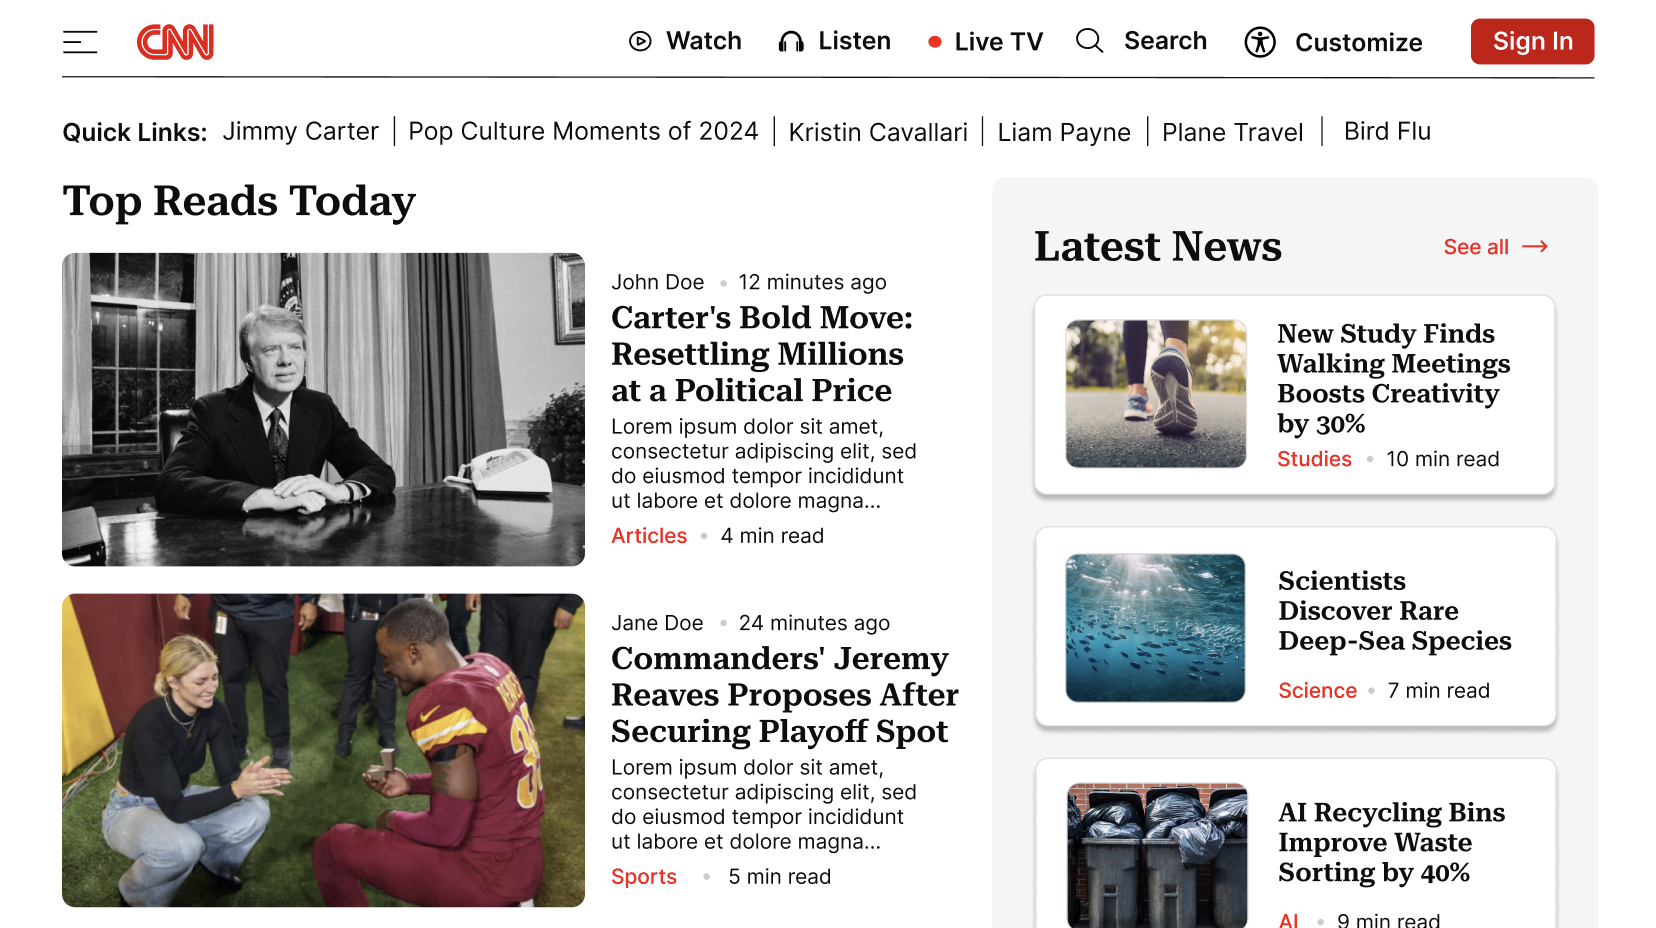 CNN
Watch
Listen
Live TV
Search
Customize
Sign In
Quick Links: Jimmy Carter | Pop Culture Moments of 2024 | Kristin Cavallari | Liam Payne | Plane Travel | Bird Flu
Top Reads Today
John Doe • 12 minutes ago
Carter's Bold Move:
Resettling Millions
at a Political Price
Lorem ipsum dolor sit amet,
consectetur adipiscing elit, sed
do eiusmod tempor incididunt
ut labore et dolore magna...
Articles • 4 min read
Jane Doe • 24 minutes ago
Commanders' Jeremy
Reaves Proposes After
Securing Playoff Spot
Lorem ipsum dolor sit amet,
consectetur adipiscing elit, sed
do eiusmod tempor incididunt
ut labore et dolore magna...
Sports • 5 min read
Latest News
See all →
New Study Finds
Walking Meetings
Boosts Creativity
by 30%
Studies • 10 min read
Scientists
Discover Rare
Deep-Sea Species
Science • 7 min read
AI Recycling Bins
Improve Waste
Sorting by 40%
AI • 9 min read